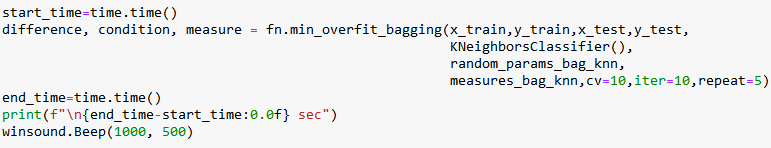 start_time=time.time()
difference, condition, measure = fn.min_overfit_bagging(x_train,y_train,x_test,y_test,
KNeighborsClassifier(),
random_params_bag_knn,
measures_bag_knn,cv=10,iter=10,repeat=5)
end_time=time.time()
print(f"\n{end_time-start_time:0.0f} sec")
winsound.Beep(1000, 500)